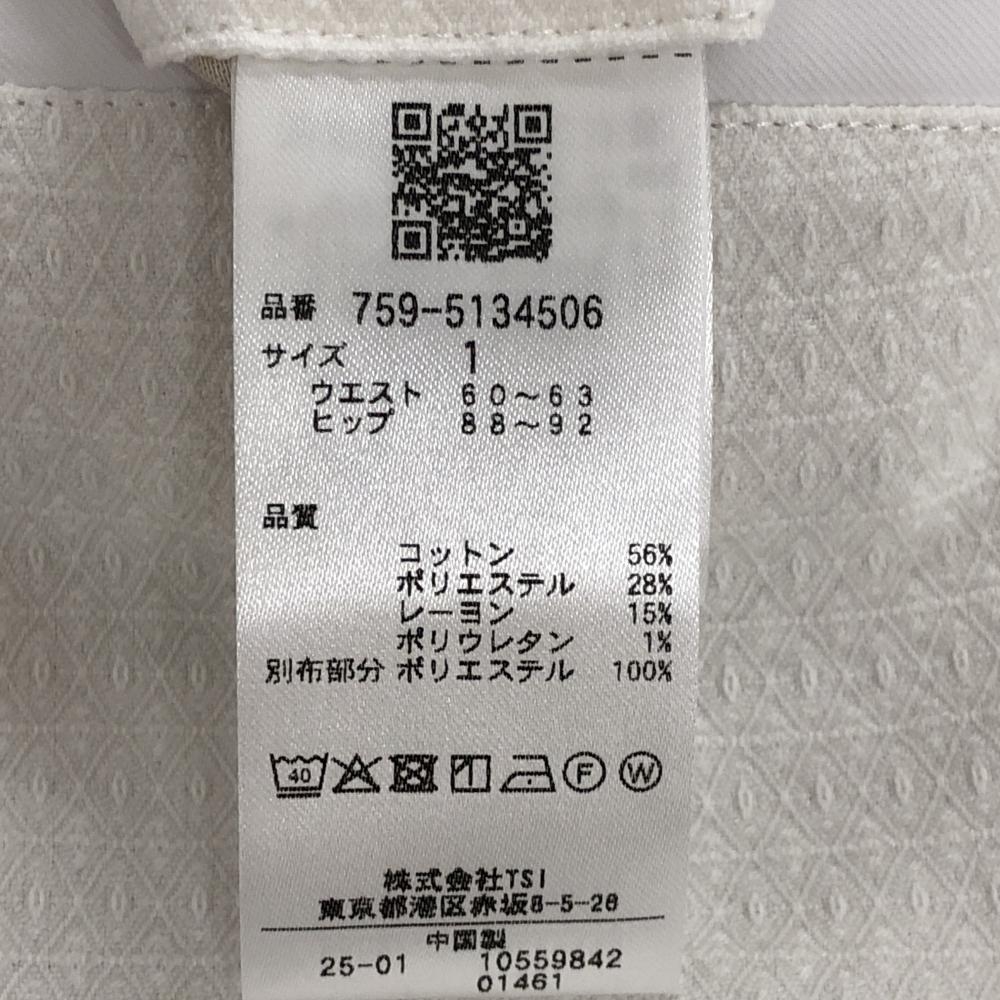 品番 759-5134506
サイズ 1
ウエスト 60~63
ヒップ 88~92
品質
コットン 56%
ポリエステル 28%
レーヨン 15%
ポリウレタン 1%
別布部分 ポリエステル 100%
40 F W
株式会社TSI
東京都港区赤坂8-5-28
中国製
25-01 10559842
01461